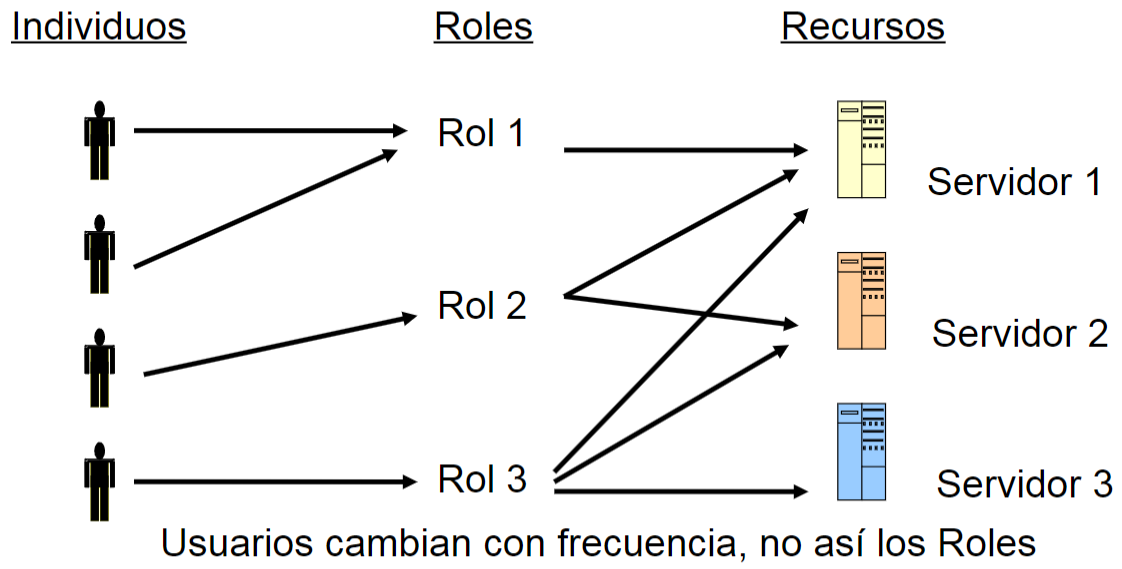 Individuos Roles Recursos
Rol 1
Servidor 1
Rol 2
Servidor 2
Rol 3
Servidor 3
Usuarios cambian con frecuencia, no así los Roles